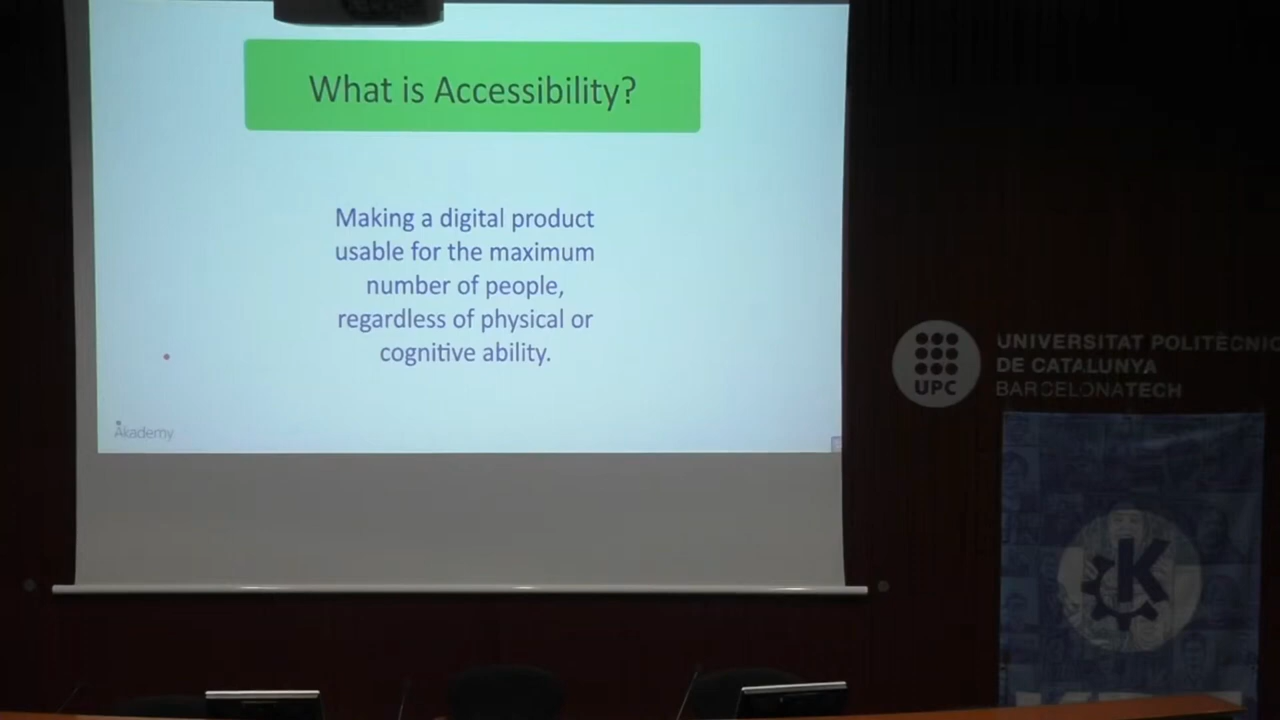 What is Accessibility?
Making a digital product
usable for the maximum
number of people,
regardless of physical or
cognitive ability.
Akademy
UPC
UNIVERSITAT POLITÈCNIC
DE CATALUNYA
BARCELONATECH
K